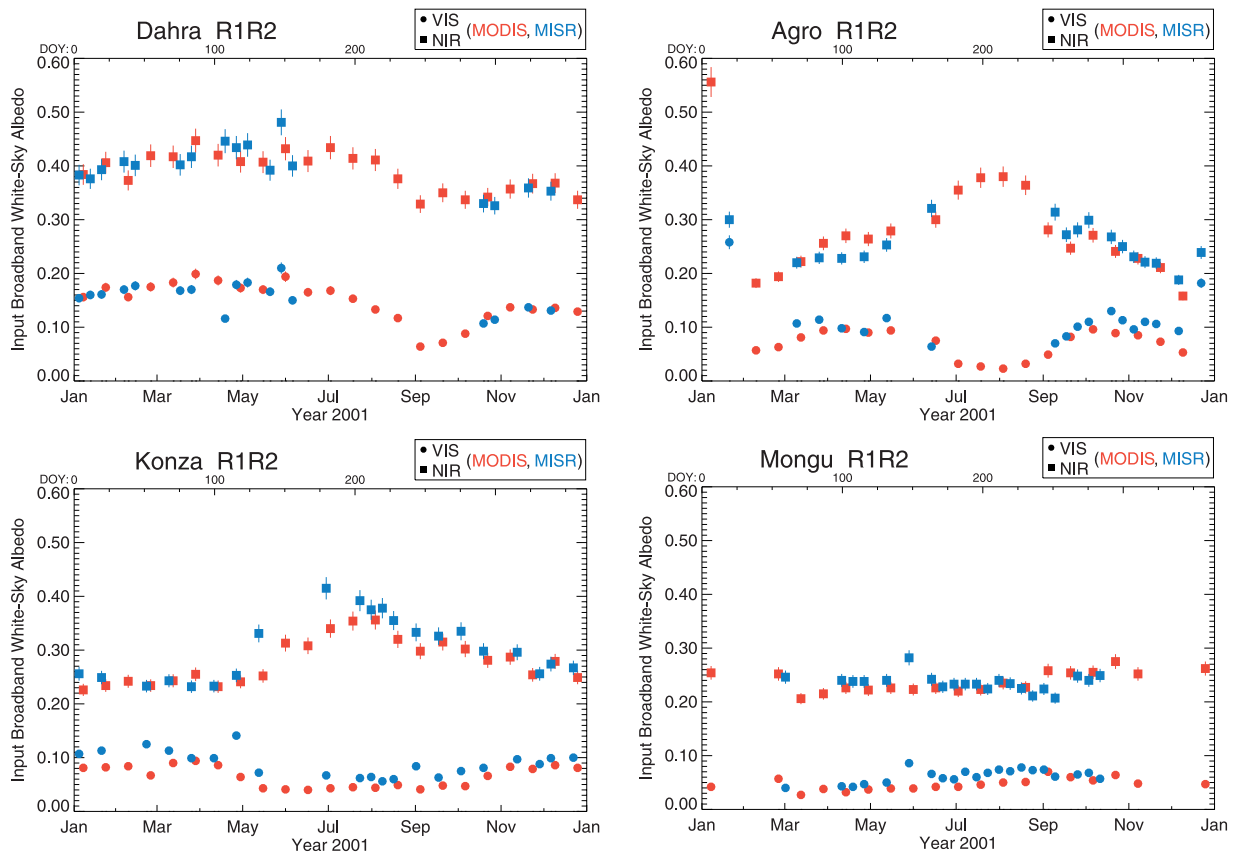 Dahra R1R2
VIS
NIR
(MODIS, MISR)
DOY: 0
100
200
0.60
0.50
0.40
0.30
0.20
0.10
0.00
Input Broadband White-Sky Albedo
Jan
Mar
May
Jul
Sep
Nov
Jan
Year 2001
Agro R1R2
VIS
NIR
(MODIS, MISR)
DOY: 0
100
200
0.60
0.50
0.40
0.30
0.20
0.10
0.00
Input Broadband White-Sky Albedo
Jan
Mar
May
Jul
Sep
Nov
Jan
Year 2001
Konza R1R2
VIS
NIR
(MODIS, MISR)
DOY: 0
100
200
0.60
0.50
0.40
0.30
0.20
0.10
0.00
Input Broadband White-Sky Albedo
Jan
Mar
May
Jul
Sep
Nov
Jan
Year 2001
Mongu R1R2
VIS
NIR
(MODIS, MISR)
DOY: 0
100
200
0.60
0.50
0.40
0.30
0.20
0.10
0.00
Input Broadband White-Sky Albedo
Jan
Mar
May
Jul
Sep
Nov
Jan
Year 2001